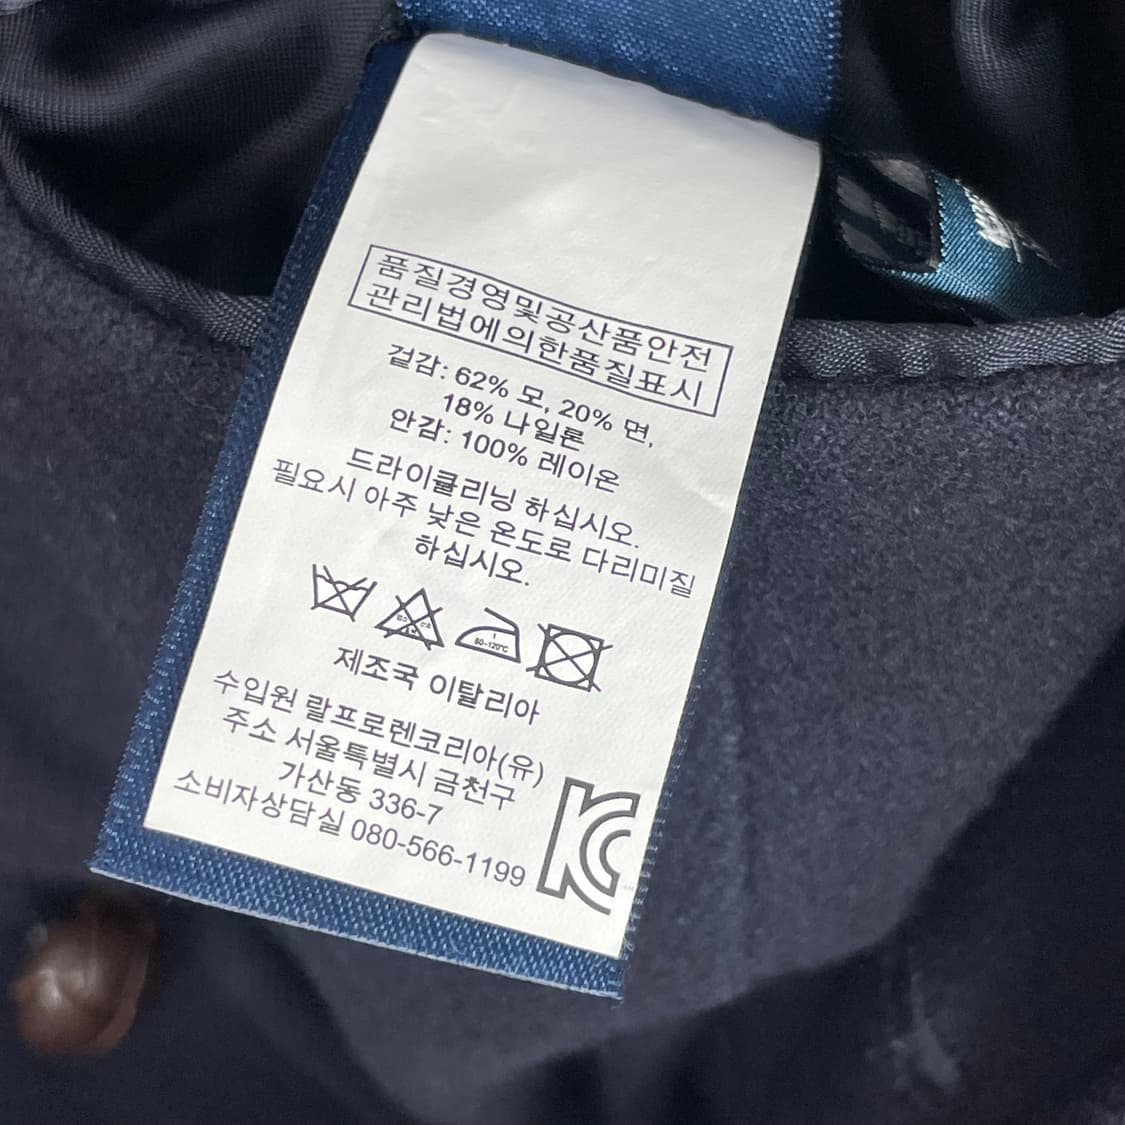 품질경영및공산품안전
관리법에의한품질표시
겉감: 62% 모, 20% 면,
18% 나일론
안감: 100% 레이온
드라이클리닝 하십시오.
필요시 아주 낮은 온도로 다리미질
하십시오.
80-120℃
제조국 이탈리아
수입원 랄프로렌코리아(유)
주소 서울특별시 금천구
가산동 336-7
소비자상담실 080-566-1199
KC